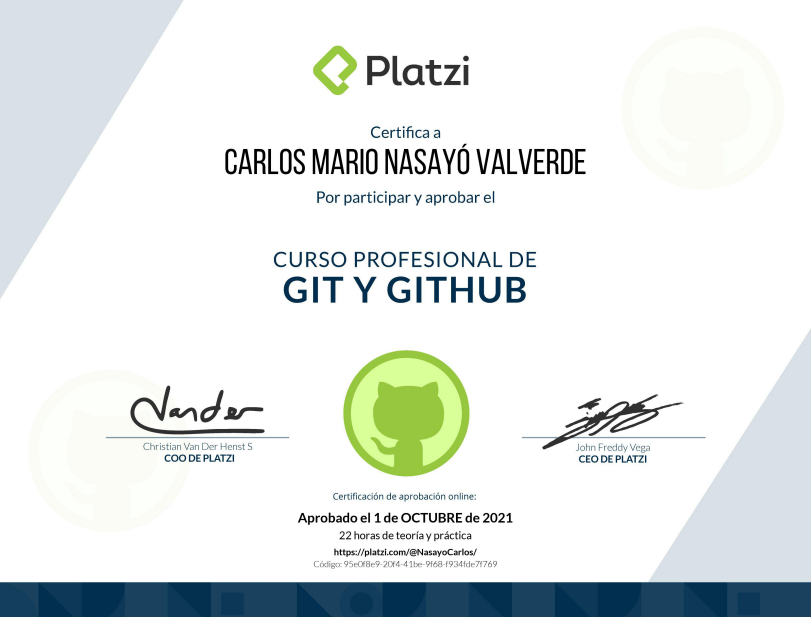 Platzi
Certifica a
CARLOS MARIO NASAYÓ VALVERDE
Por participar y aprobar el
CURSO PROFESIONAL DE
GIT Y GITHUB
Vander
Christian Van Der Henst S
COO DE PLATZI
John Freddy Vega
CEO DE PLATZI
Certificación de aprobación online:
Aprobado el 1 de OCTUBRE de 2021
22 horas de teoría y práctica
https://platzi.com/@NasayoCarlos/
Código: 95e0f8e9-20f4-41be-9f68-f934fde7f769